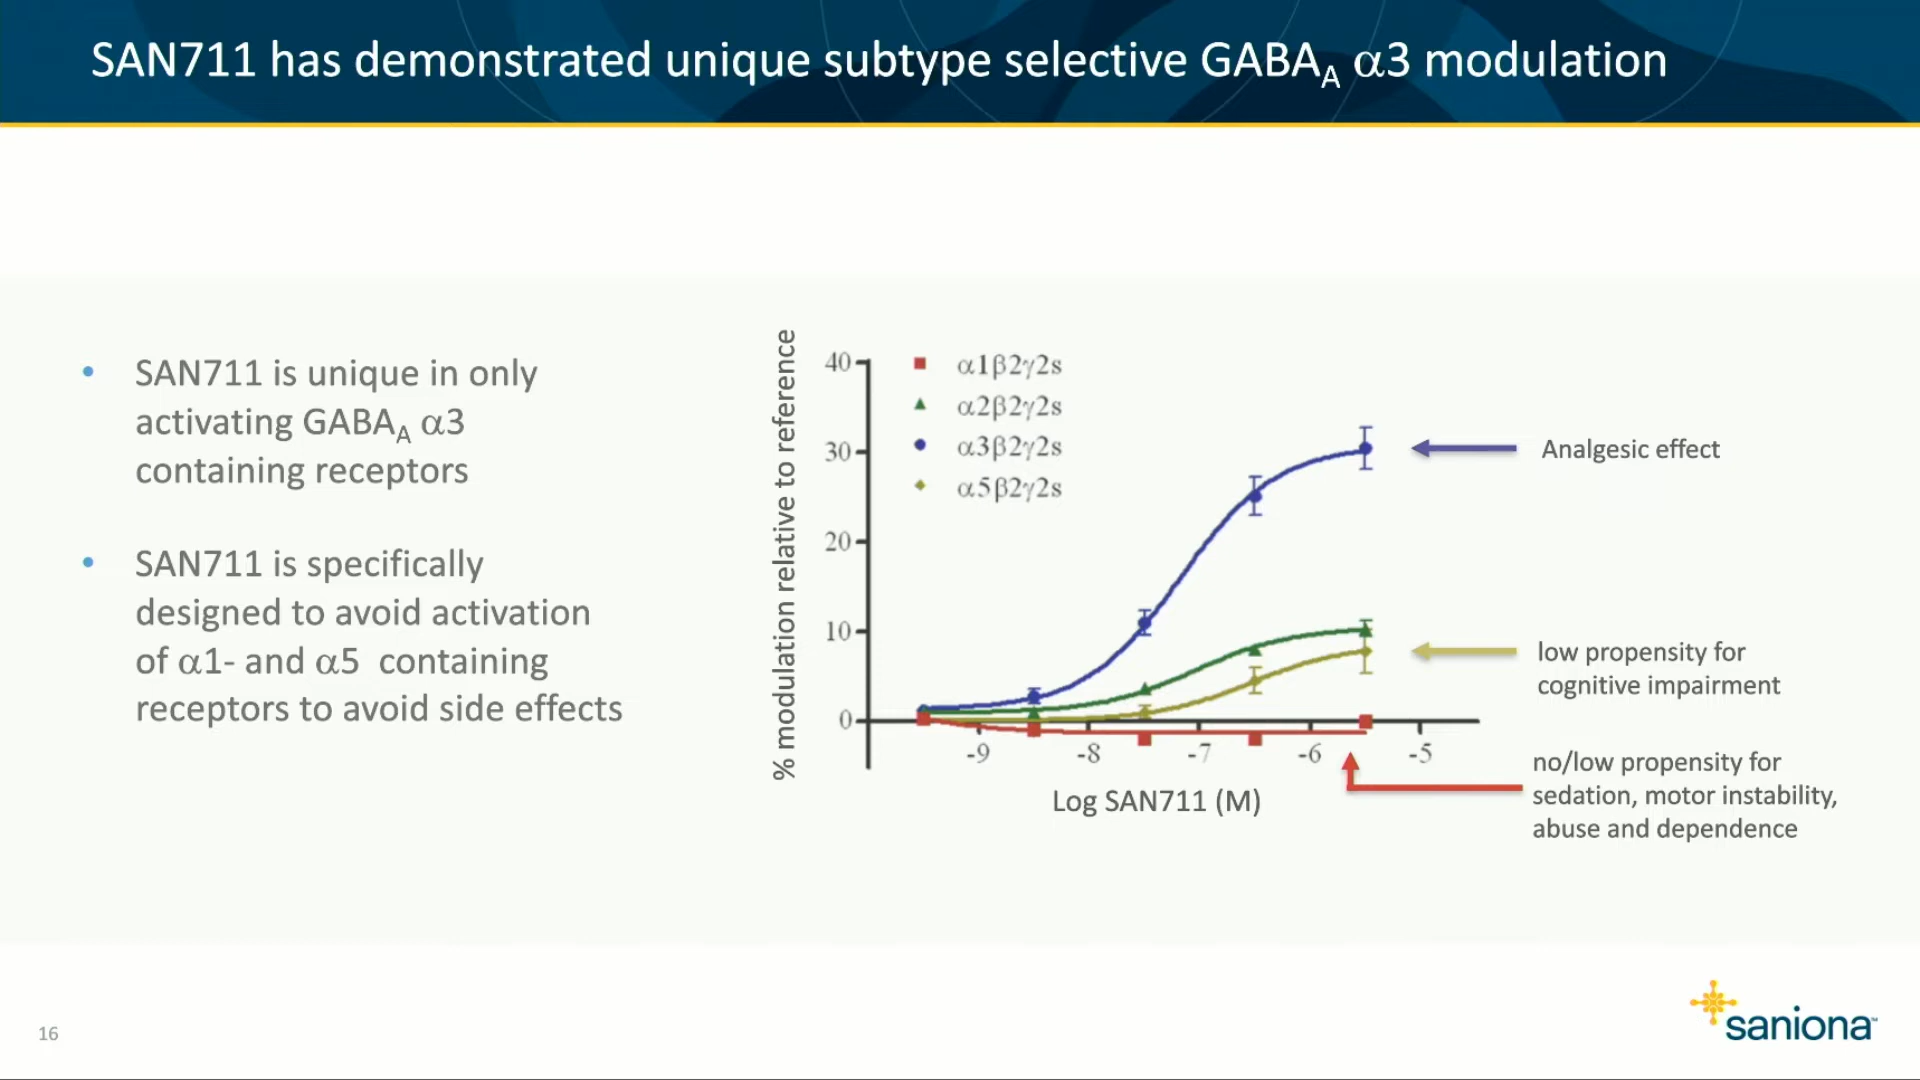 SAN711 has demonstrated unique subtype selective GABAA α3 modulation
• SAN711 is unique in only
activating GABAA α3
containing receptors
• SAN711 is specifically
designed to avoid activation
of α1- and α5 containing
receptors to avoid side effects
% modulation relative to reference
40
30
20
10
0
α1β2γ2s
α2β2γ2s
α3β2γ2s
α5β2γ2s
-9
-8
-7
-6
-5
Log SAN711 (M)
Analgesic effect
low propensity for
cognitive impairment
no/low propensity for
sedation, motor instability,
abuse and dependence
16
saniona™